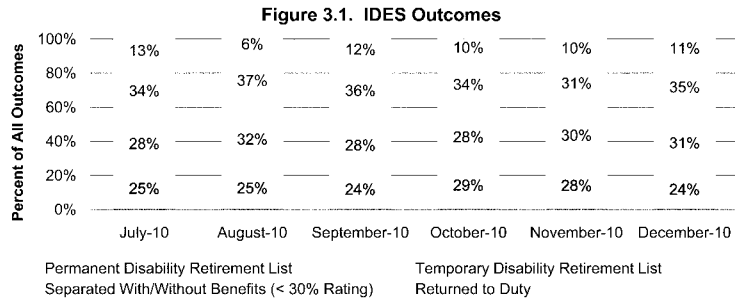 Figure 3.1. IDES Outcomes
Percent of All Outcomes
100%
80%
60%
40%
20%
0%
13% 6% 12% 10% 10% 11%
34% 37% 36% 34% 31% 35%
28% 32% 28% 28% 30% 31%
25% 25% 24% 29% 28% 24%
July-10 August-10 September-10 October-10 November-10 December-10
Permanent Disability Retirement List Temporary Disability Retirement List
Separated With/Without Benefits (< 30% Rating) Returned to Duty